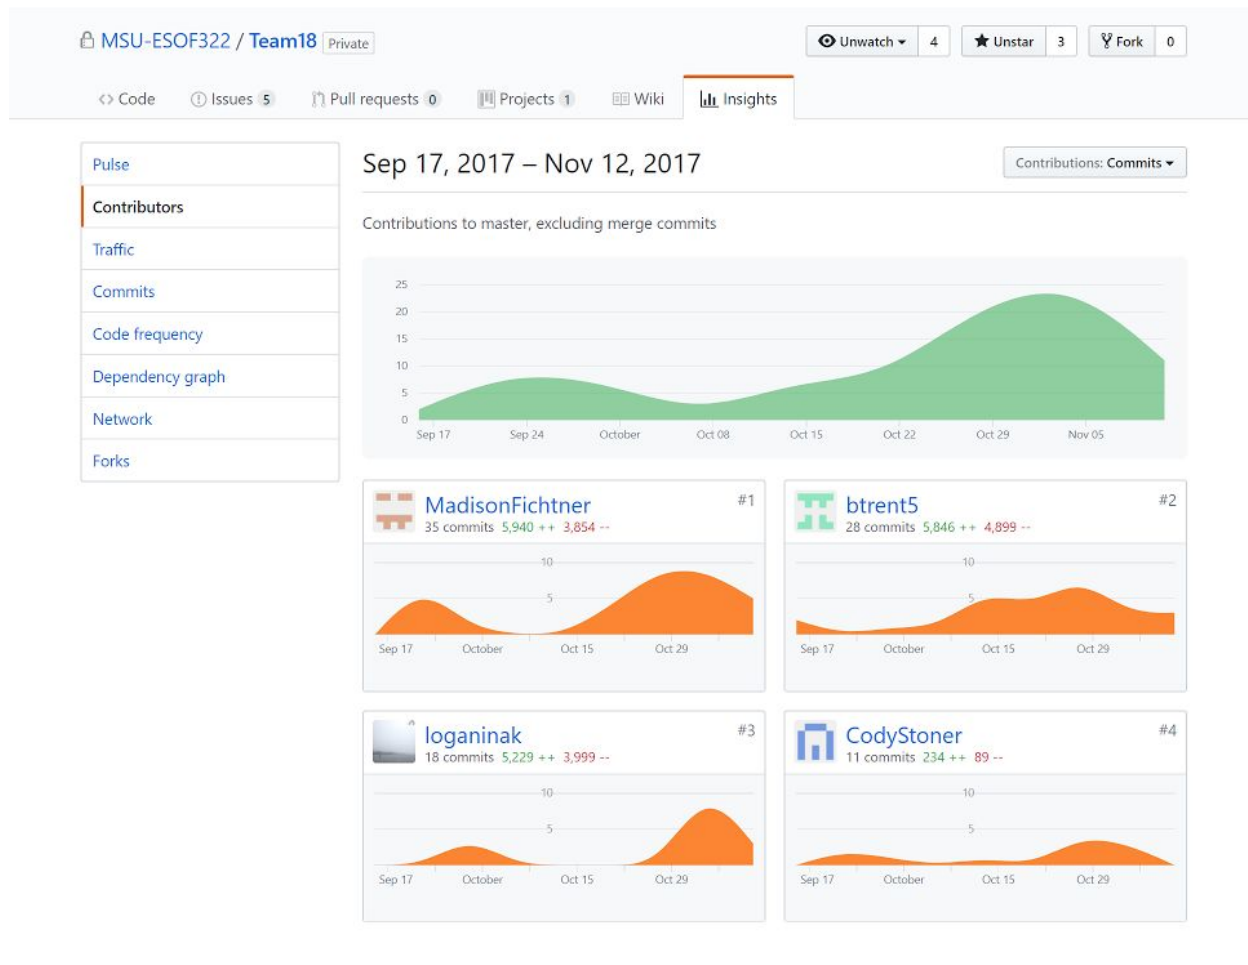 MSU-ESOF322 / Team18 Private
Unwatch 4 Unstar 3 Fork 0
Code Issues 5 Pull requests 0 Projects 1 Wiki Insights
Pulse
Contributors
Traffic
Commits
Code frequency
Dependency graph
Network
Forks
Sep 17, 2017 – Nov 12, 2017
Contributions: Commits
Contributions to master, excluding merge commits
25
20
15
10
5
0
Sep 17 Sep 24 October Oct 08 Oct 15 Oct 22 Oct 29 Nov 05
MadisonFichtner #1
35 commits 5,940 ++ 3,854 --
10
5
Sep 17 October Oct 15 Oct 29
btrent5 #2
28 commits 5,846 ++ 4,899 --
10
5
Sep 17 October Oct 15 Oct 29
loganinak #3
18 commits 5,229 ++ 3,999 --
10
5
Sep 17 October Oct 15 Oct 29
CodyStoner #4
11 commits 234 ++ 89 --
10
5
Sep 17 October Oct 15 Oct 29